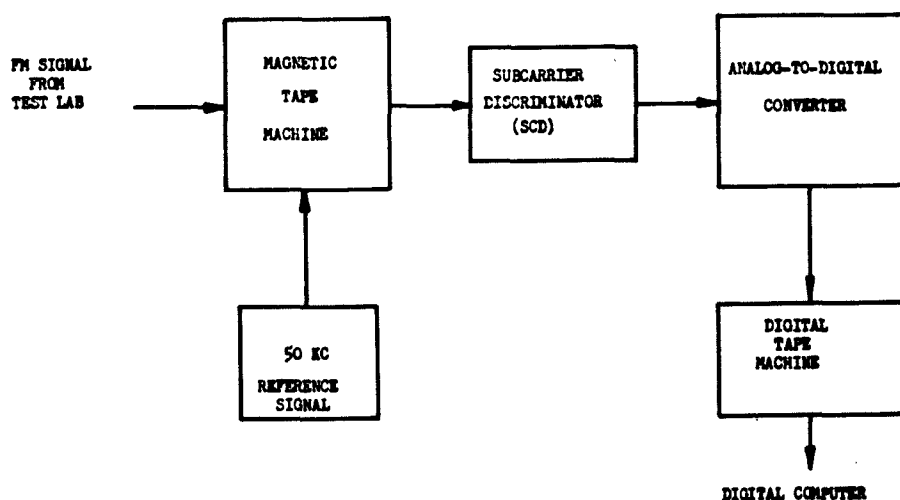 FM SIGNAL
FROM
TEST LAB
MAGNETIC
TAPE
MACHINE
SUBCARRIER
DISCRIMINATOR
(SCD)
ANALOG-TO-DIGITAL
CONVERTER
50 KC
REFERENCE
SIGNAL
DIGITAL
TAPE
MACHINE
DIGITAL COMPUTER